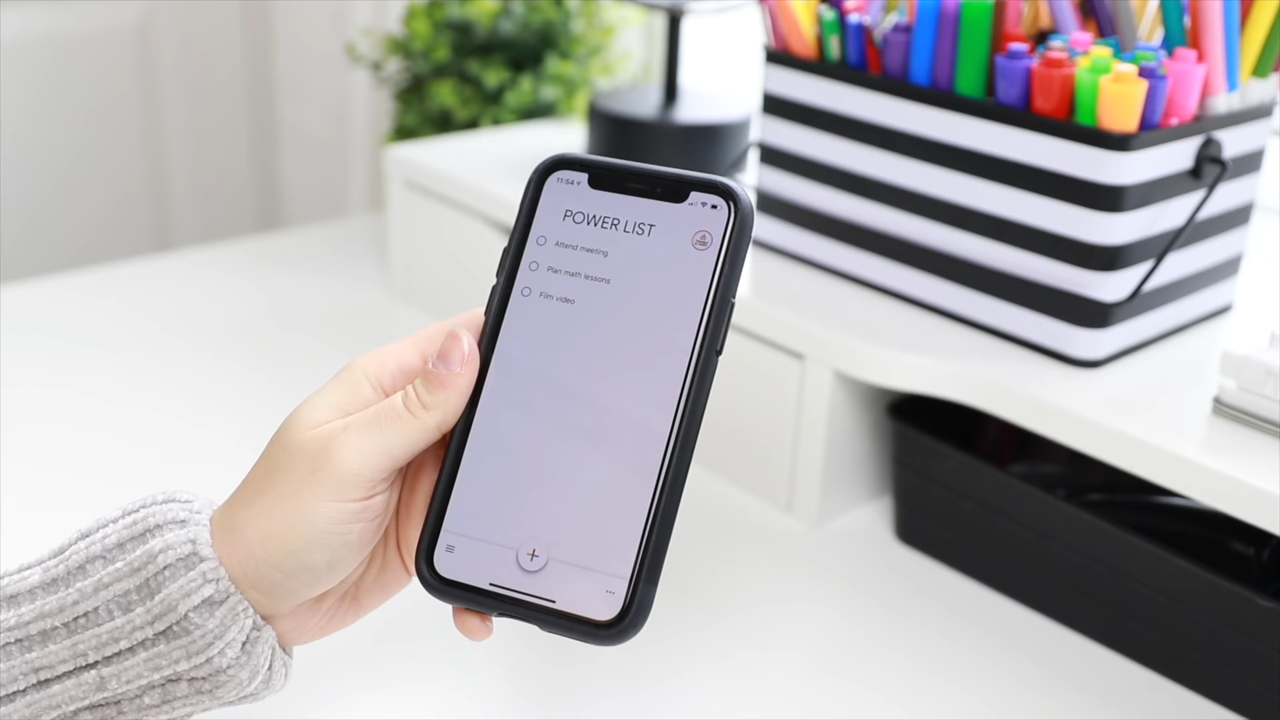 11:54
POWER LIST
Attend meeting
Plan math lessons
Film video